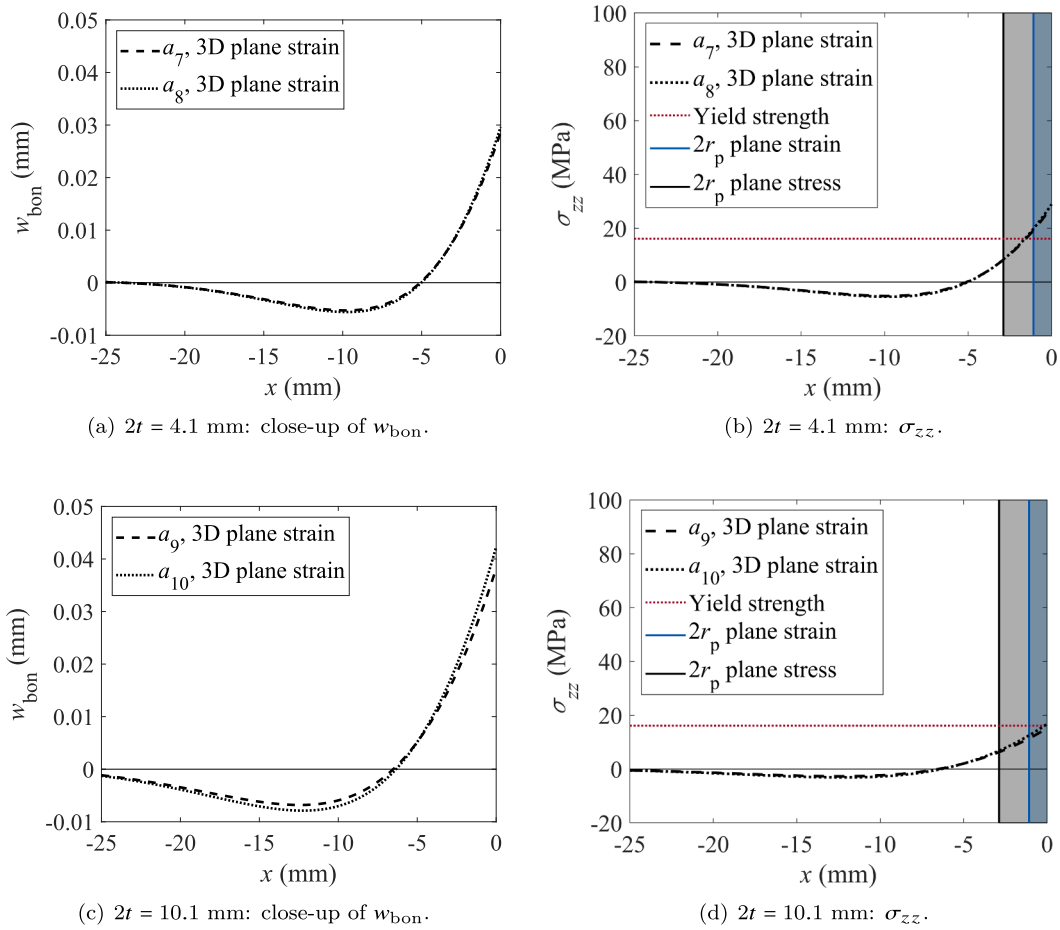 0.05
0.04
0.03
0.02
0.01
0
-0.01
w_bon (mm)
a_7, 3D plane strain
a_8, 3D plane strain
-25 -20 -15 -10 -5 0
x (mm)
(a) 2t = 4.1 mm: close-up of w_bon.
100
80
60
40
20
0
-20
σ_zz (MPa)
a_7, 3D plane strain
a_8, 3D plane strain
Yield strength
2r_p plane strain
2r_p plane stress
-25 -20 -15 -10 -5 0
x (mm)
(b) 2t = 4.1 mm: σ_zz.
0.05
0.04
0.03
0.02
0.01
0
-0.01
w_bon (mm)
a_9, 3D plane strain
a_10, 3D plane strain
-25 -20 -15 -10 -5 0
x (mm)
(c) 2t = 10.1 mm: close-up of w_bon.
100
80
60
40
20
0
-20
σ_zz (MPa)
a_9, 3D plane strain
a_10, 3D plane strain
Yield strength
2r_p plane strain
2r_p plane stress
-25 -20 -15 -10 -5 0
x (mm)
(d) 2t = 10.1 mm: σ_zz.